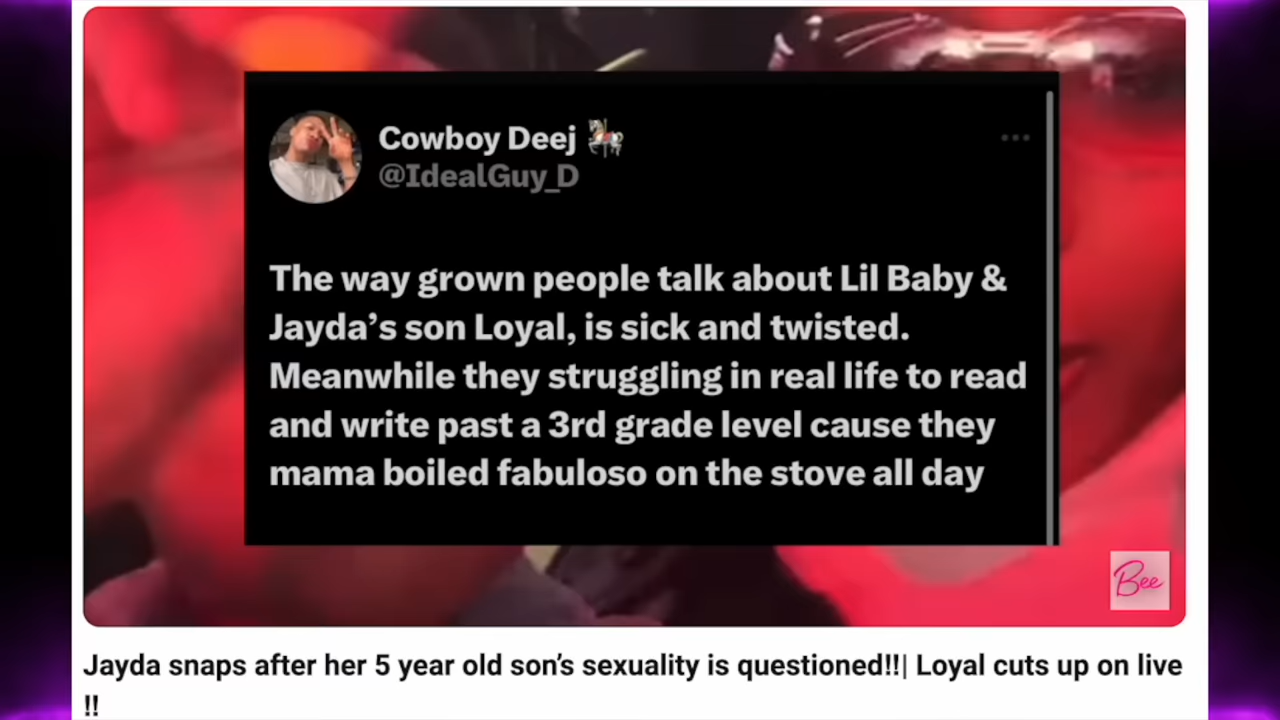 Cowboy Deej
@IdealGuy_D
The way grown people talk about Lil Baby &
Jayda’s son Loyal, is sick and twisted.
Meanwhile they struggling in real life to read
and write past a 3rd grade level cause they
mama boiled fabuloso on the stove all day
Bee
Jayda snaps after her 5 year old son's sexuality is questioned!!| Loyal cuts up on live
!!